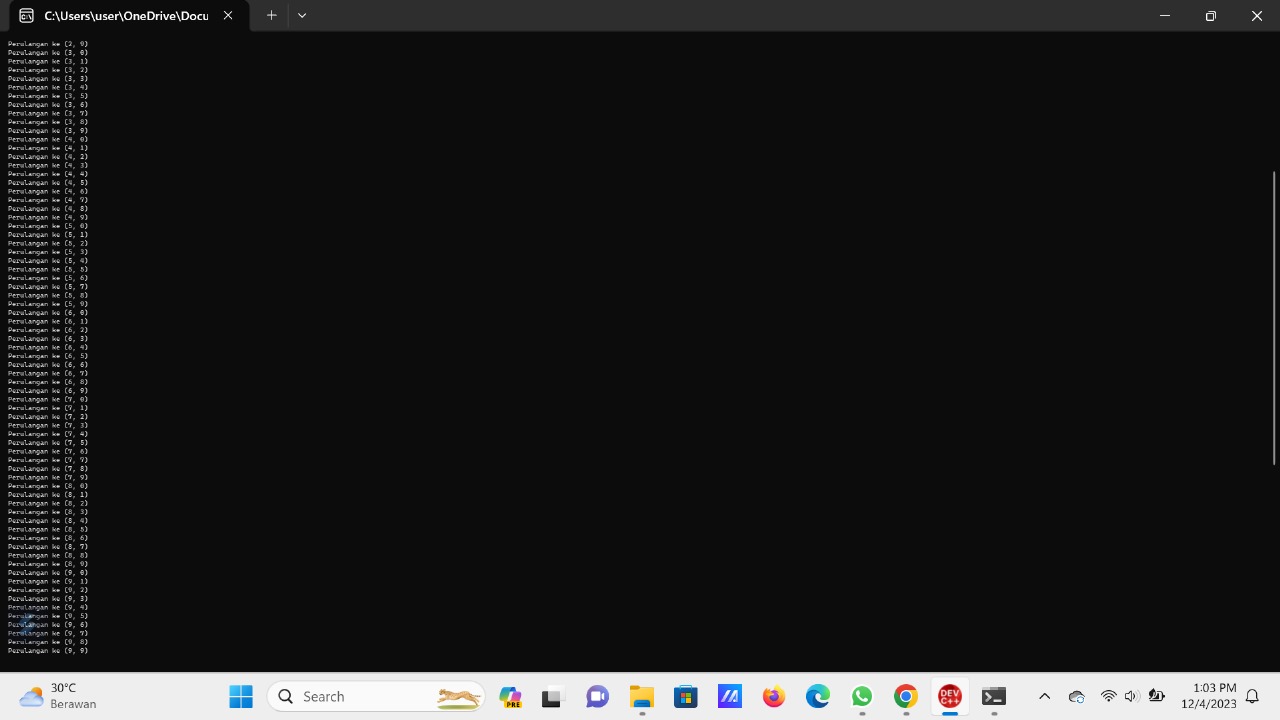 C:\Users\user\OneDrive\Docu
Perulangan ke (2, 9)
Perulangan ke (3, 0)
Perulangan ke (3, 1)
Perulangan ke (3, 2)
Perulangan ke (3, 3)
Perulangan ke (3, 4)
Perulangan ke (3, 5)
Perulangan ke (3, 6)
Perulangan ke (3, 7)
Perulangan ke (3, 8)
Perulangan ke (3, 9)
Perulangan ke (4, 0)
Perulangan ke (4, 1)
Perulangan ke (4, 2)
Perulangan ke (4, 3)
Perulangan ke (4, 4)
Perulangan ke (4, 5)
Perulangan ke (4, 6)
Perulangan ke (4, 7)
Perulangan ke (4, 8)
Perulangan ke (4, 9)
Perulangan ke (5, 0)
Perulangan ke (5, 1)
Perulangan ke (5, 2)
Perulangan ke (5, 3)
Perulangan ke (5, 4)
Perulangan ke (5, 5)
Perulangan ke (5, 6)
Perulangan ke (5, 7)
Perulangan ke (5, 8)
Perulangan ke (5, 9)
Perulangan ke (6, 0)
Perulangan ke (6, 1)
Perulangan ke (6, 2)
Perulangan ke (6, 3)
Perulangan ke (6, 4)
Perulangan ke (6, 5)
Perulangan ke (6, 6)
Perulangan ke (6, 7)
Perulangan ke (6, 8)
Perulangan ke (6, 9)
Perulangan ke (7, 0)
Perulangan ke (7, 1)
Perulangan ke (7, 2)
Perulangan ke (7, 3)
Perulangan ke (7, 4)
Perulangan ke (7, 5)
Perulangan ke (7, 6)
Perulangan ke (7, 7)
Perulangan ke (7, 8)
Perulangan ke (7, 9)
Perulangan ke (8, 0)
Perulangan ke (8, 1)
Perulangan ke (8, 2)
Perulangan ke (8, 3)
Perulangan ke (8, 4)
Perulangan ke (8, 5)
Perulangan ke (8, 6)
Perulangan ke (8, 7)
Perulangan ke (8, 8)
Perulangan ke (8, 9)
Perulangan ke (9, 0)
Perulangan ke (9, 1)
Perulangan ke (9, 2)
Perulangan ke (9, 3)
Perulangan ke (9, 4)
Perulangan ke (9, 5)
Perulangan ke (9, 6)
Perulangan ke (9, 7)
Perulangan ke (9, 8)
Perulangan ke (9, 9)
30°C
Berawan
Search
PRE
DEV
C++
1:03 PM
12/4/2023